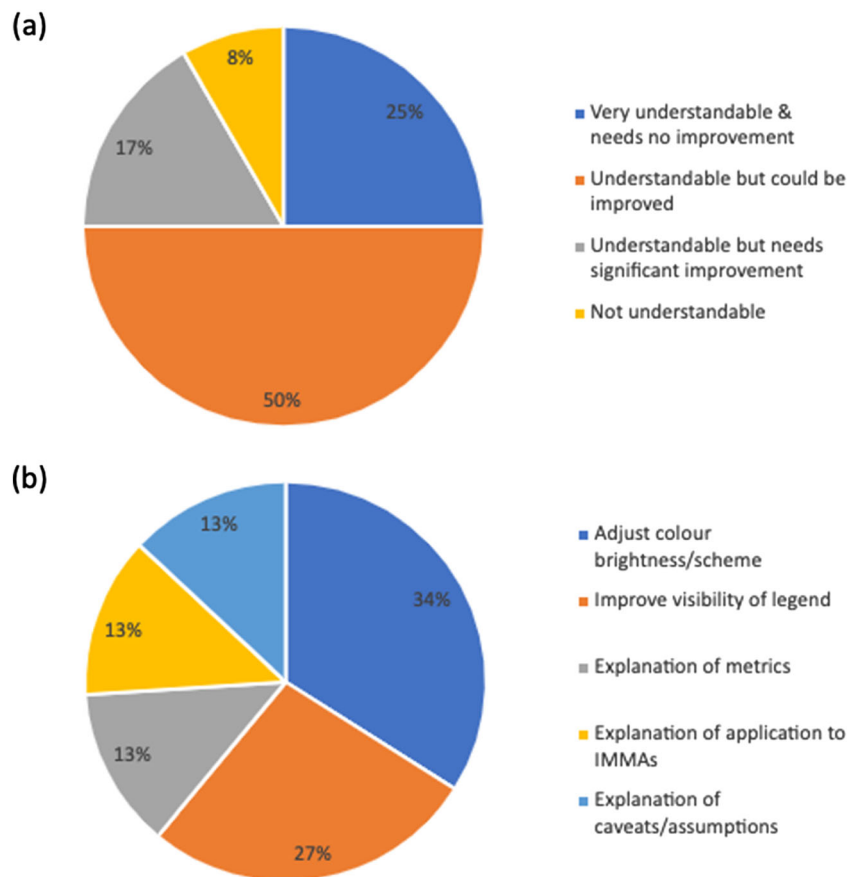 (a)
8%
25%
17%
50%
Very understandable &
needs no improvement
Understandable but could be
improved
Understandable but needs
significant improvement
Not understandable
(b)
13%
34%
13%
13%
27%
Adjust colour
brightness/scheme
Improve visibility of legend
Explanation of metrics
Explanation of application to
IMMAs
Explanation of
caveats/assumptions